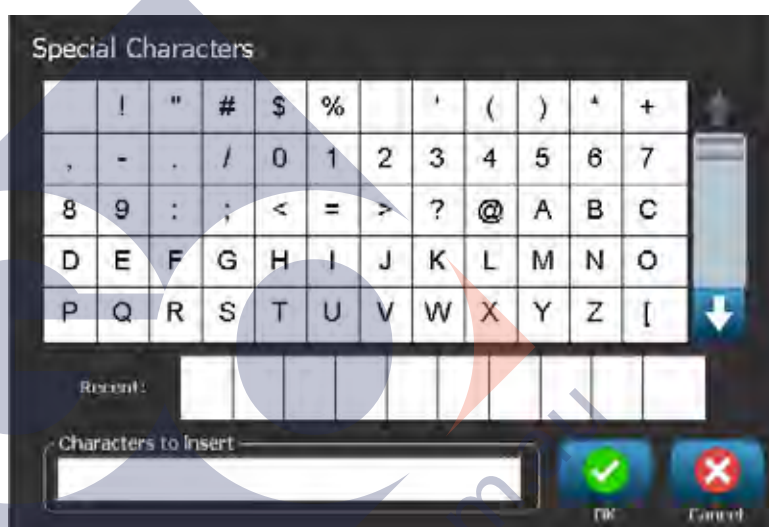 Special Characters
! " # $ % ' ( ) * +
, - . / 0 1 2 3 4 5 6 7
8 9 : ; < = > ? @ A B C
D E F G H I J K L M N O
P Q R S T U V W X Y Z [
Recent:
Characters to Insert
OK Cancel